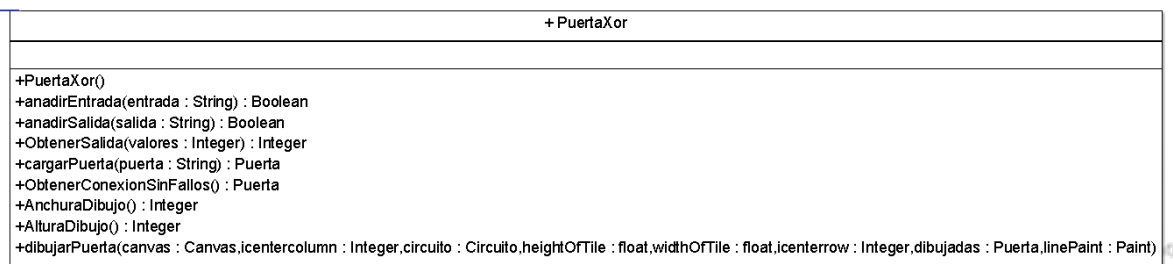 + PuertaXor
+PuertaXor()
+anadirEntrada(entrada : String) : Boolean
+anadirSalida(salida : String) : Boolean
+ObtenerSalida(valores : Integer) : Integer
+cargarPuerta(puerta : String) : Puerta
+ObtenerConexionSinFallos() : Puerta
+AnchuraDibujo() : Integer
+AlturaDibujo() : Integer
+dibujarPuerta(canvas : Canvas,icentercolumn : Integer,circuito : Circuito,heightOfTile : float,widthOfTile : float,icenterrow : Integer,dibujadas : Puerta,linePaint : Paint)